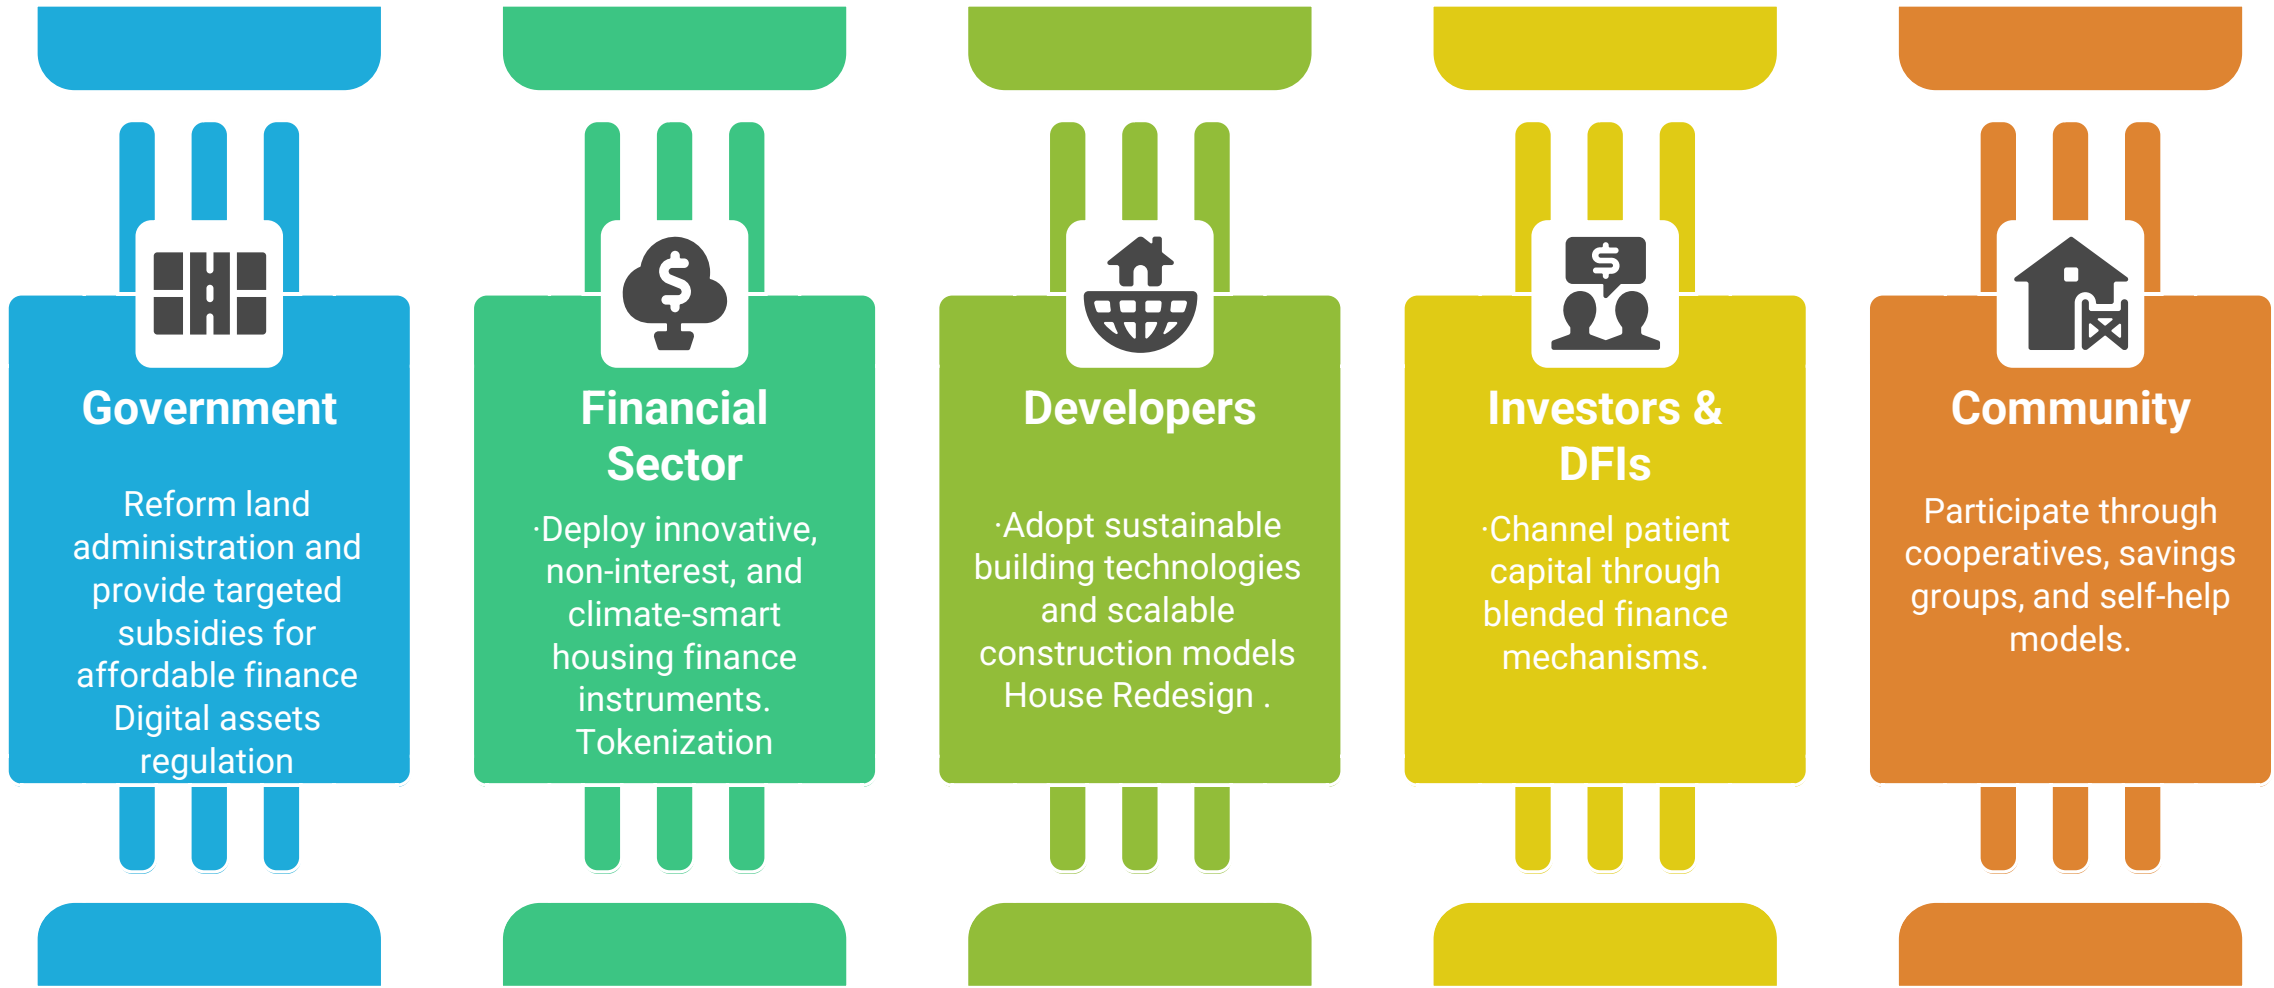 Government
Reform land
administration and
provide targeted
subsidies for
affordable finance
Digital assets
regulation
$
Financial
Sector
·Deploy innovative,
non-interest, and
climate-smart
housing finance
instruments.
Tokenization
Developers
·Adopt sustainable
building technologies
and scalable
construction models
House Redesign .
$
Investors &
DFIs
·Channel patient
capital through
blended finance
mechanisms.
Community
Participate through
cooperatives, savings
groups, and self-help
models.